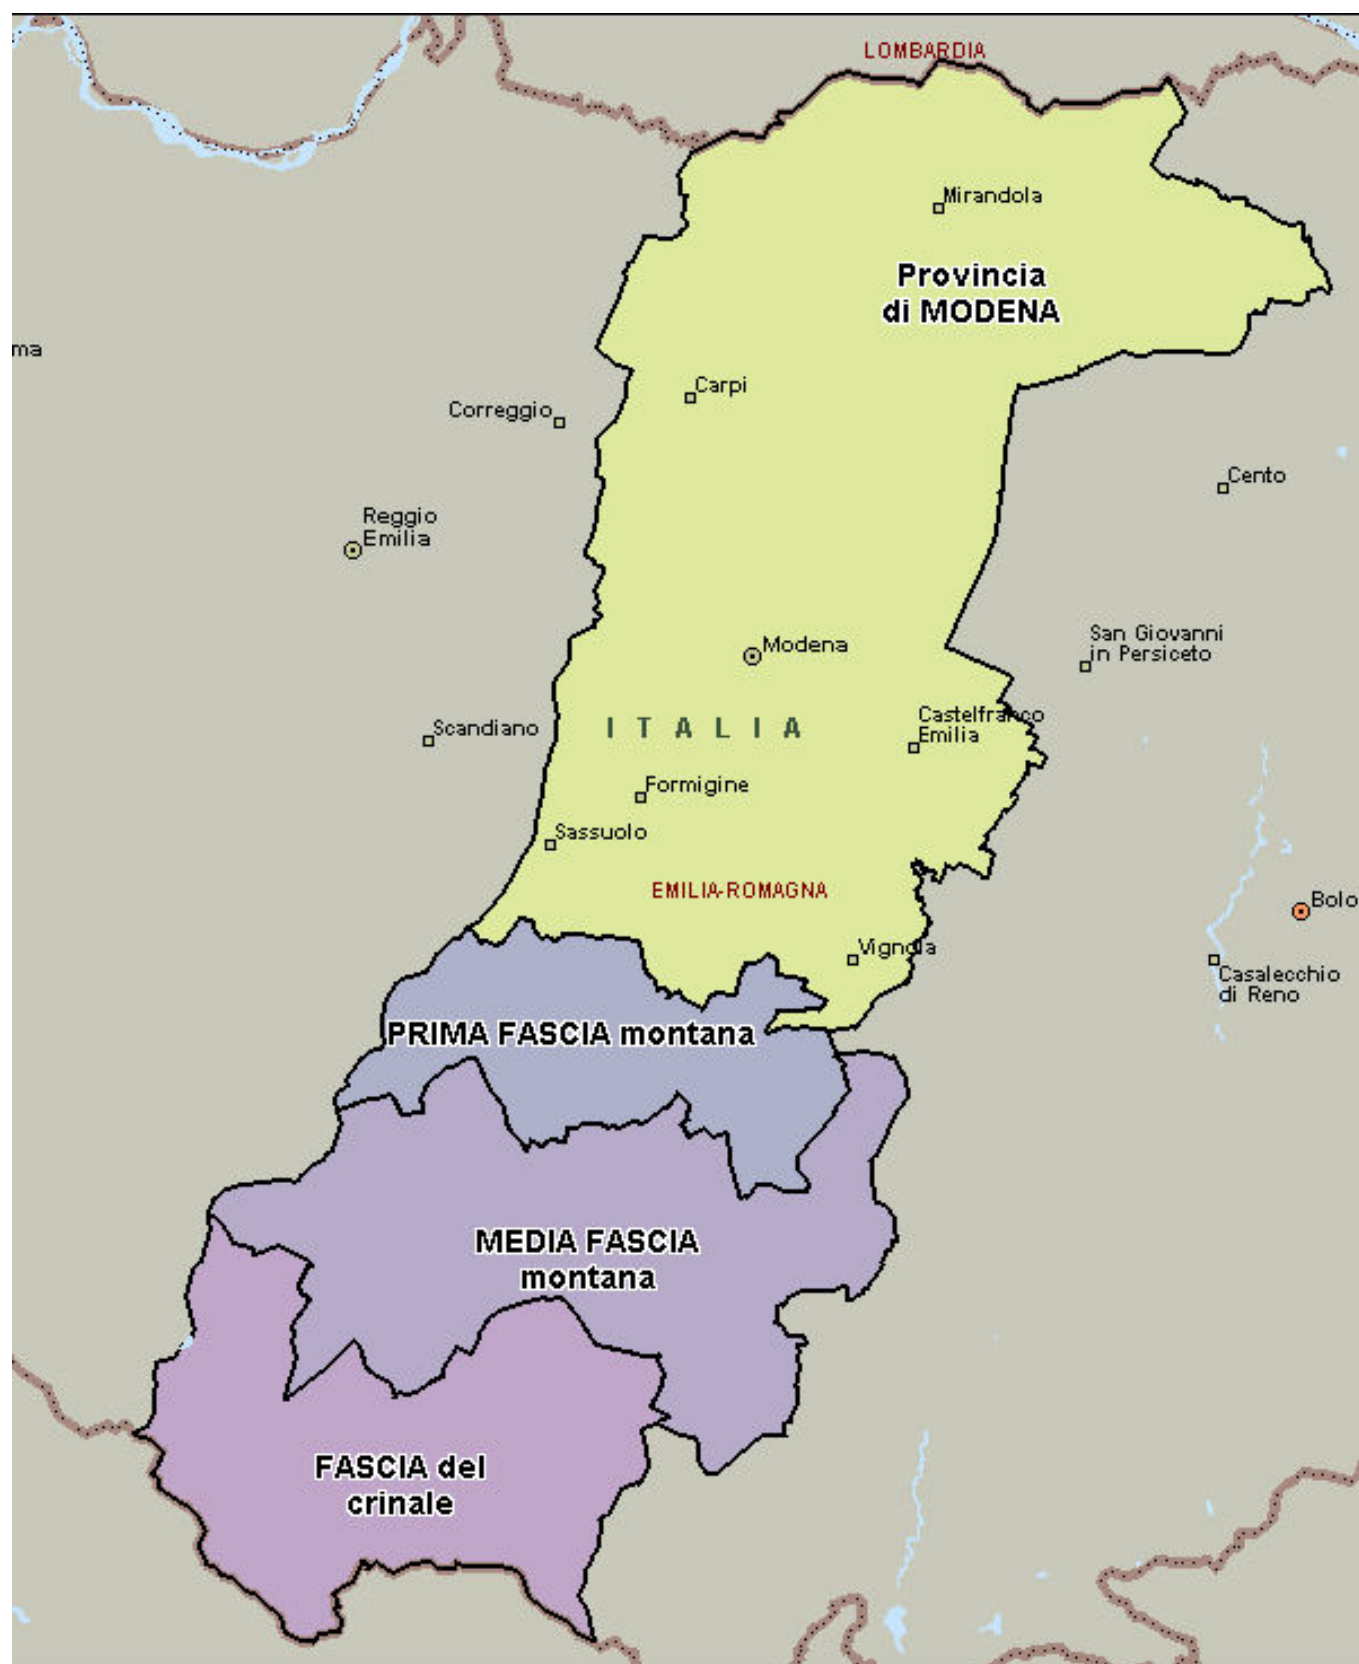 LOMBARDIA
Mirandola
Provincia
di MODENA
ma
Carpi
Correggio
Cento
Reggio
Emilia
San Giovanni
in Persiceto
Modena
Castelfranco
Emilia
ITALIA
Scandiano
Formigine
Sassuolo
EMILIA-ROMAGNA
Bolo
Vignola
Casalecchio
di Reno
PRIMA FASCIA montana
MEDIA FASCIA
montana
FASCIA del
crinale